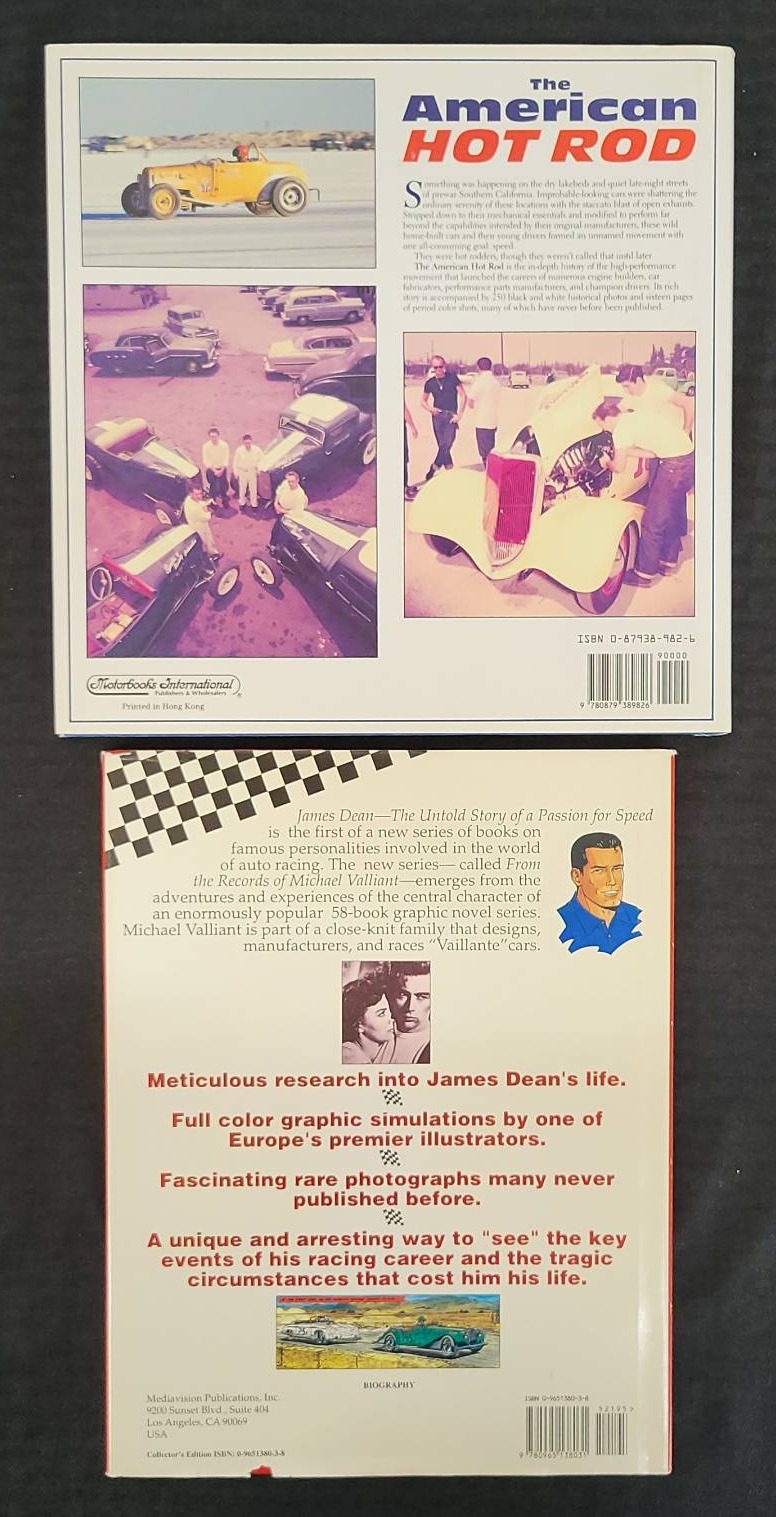 The
American
HOT ROD
Something was happening on the dry lakebeds and quiet late-night streets
of prewar Southern California. Improbable-looking cars were shattering the
ordinary serenity of these locations with the staccato blast of open exhausts.
Stripped down to their mechanical essentials and modified to perform far
beyond the capabilities intended by their original manufacturers, these wild
home-built cars and their young drivers formed an unnamed movement with
one all-consuming goal: speed.
They were hot rodders, though they weren't called that until later.
The American Hot Rod is the in-depth history of the high-performance
movement that launched the careers of numerous engine builders, car
fabricators, performance parts manufacturers, and champion drivers. Its rich
story is accompanied by 250 black and white historical photos and sixteen pages
of period color shots, many of which have never before been published.
ISBN 0-87938-982-6
90000
9 780879 389826
Motorbooks International
Publishers & Wholesalers
Printed in Hong Kong
James Dean—The Untold Story of a Passion for Speed
is the first of a new series of books on
famous personalities involved in the world
of auto racing. The new series— called From
the Records of Michael Valliant—emerges from the
adventures and experiences of the central character of
an enormously popular 58-book graphic novel series.
Michael Valliant is part of a close-knit family that designs,
manufacturers, and races “Vaillante”cars.
Meticulous research into James Dean's life.
Full color graphic simulations by one of
Europe's premier illustrators.
Fascinating rare photographs many never
published before.
A unique and arresting way to "see" the key
events of his racing career and the tragic
circumstances that cost him his life.
BIOGRAPHY
Mediavision Publications, Inc.
9200 Sunset Blvd., Suite 404
Los Angeles, CA 90069
USA
Collector's Edition ISBN: 0-9651380-3-8
ISBN 0-9651380-3-8
52195>
9 780965 138031